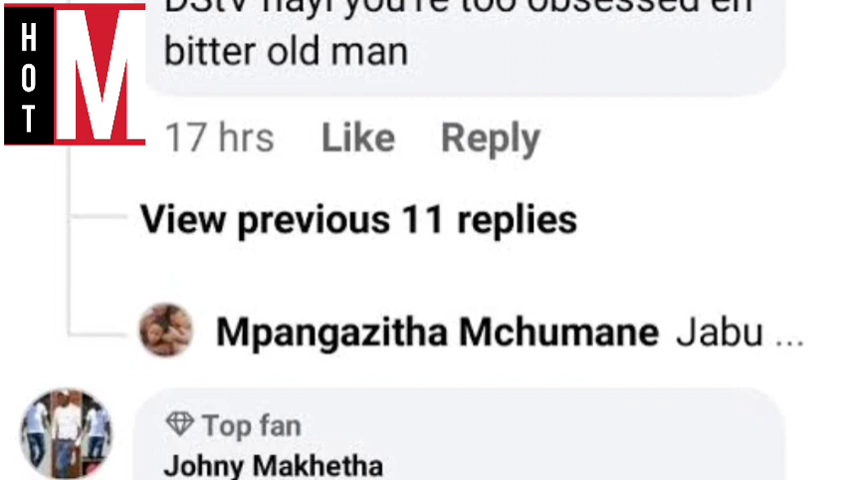 DStv hayi you're too obsessed en
bitter old man
HOT
M
17 hrs Like Reply
View previous 11 replies
Mpangazitha Mchumane Jabu ...
Top fan
Johny Makhetha